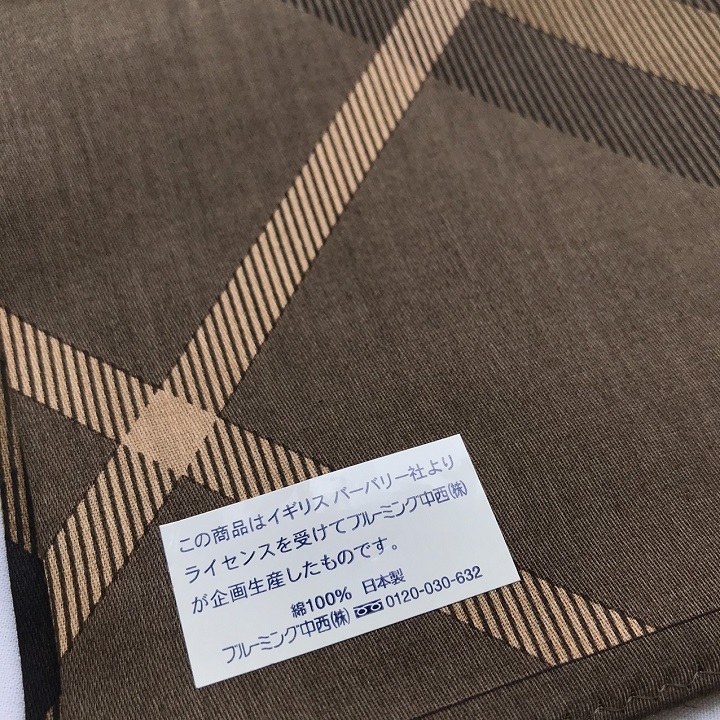 この商品はイギリス バーバリー社より
ライセンスを受けてブルーミング中西(株)
が企画生産したものです。
綿100% 日本製
ブルーミング中西(株) 0120-030-632